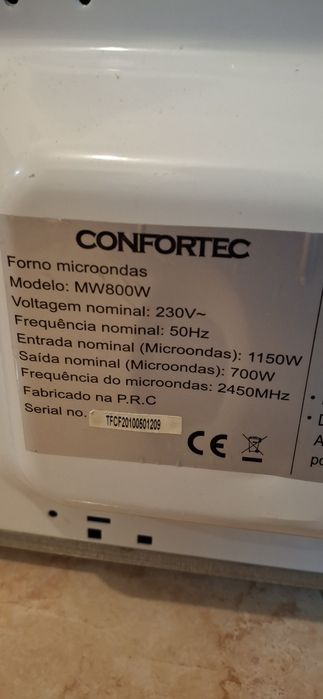 CONFORTEC
Forno microondas
Modelo: MW800W
Voltagem nominal: 230V~
Frequência nominal: 50Hz
Entrada nominal (Microondas): 1150W
Saída nominal (Microondas): 700W
Frequência do microondas: 2450MHz
Fabricado na P.R.C
Serial no. TFCF20100601209
CE